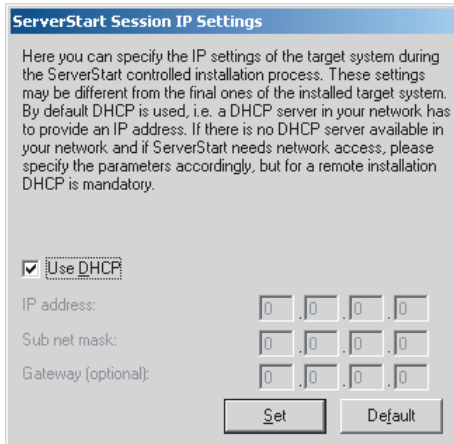 ServerStart Session IP Settings
Here you can specify the IP settings of the target system during
the ServerStart controlled installation process. These settings
may be different from the final ones of the installed target system.
By default DHCP is used, i.e. a DHCP server in your network has
to provide an IP address. If there is no DHCP server available in
your network and if ServerStart needs network access, please
specify the parameters accordingly, but for a remote installation
DHCP is mandatory.
Use DHCP
IP address: 0 . 0 . 0 . 0
Sub net mask: 0 . 0 . 0 . 0
Gateway (optional): 0 . 0 . 0 . 0
Set Default